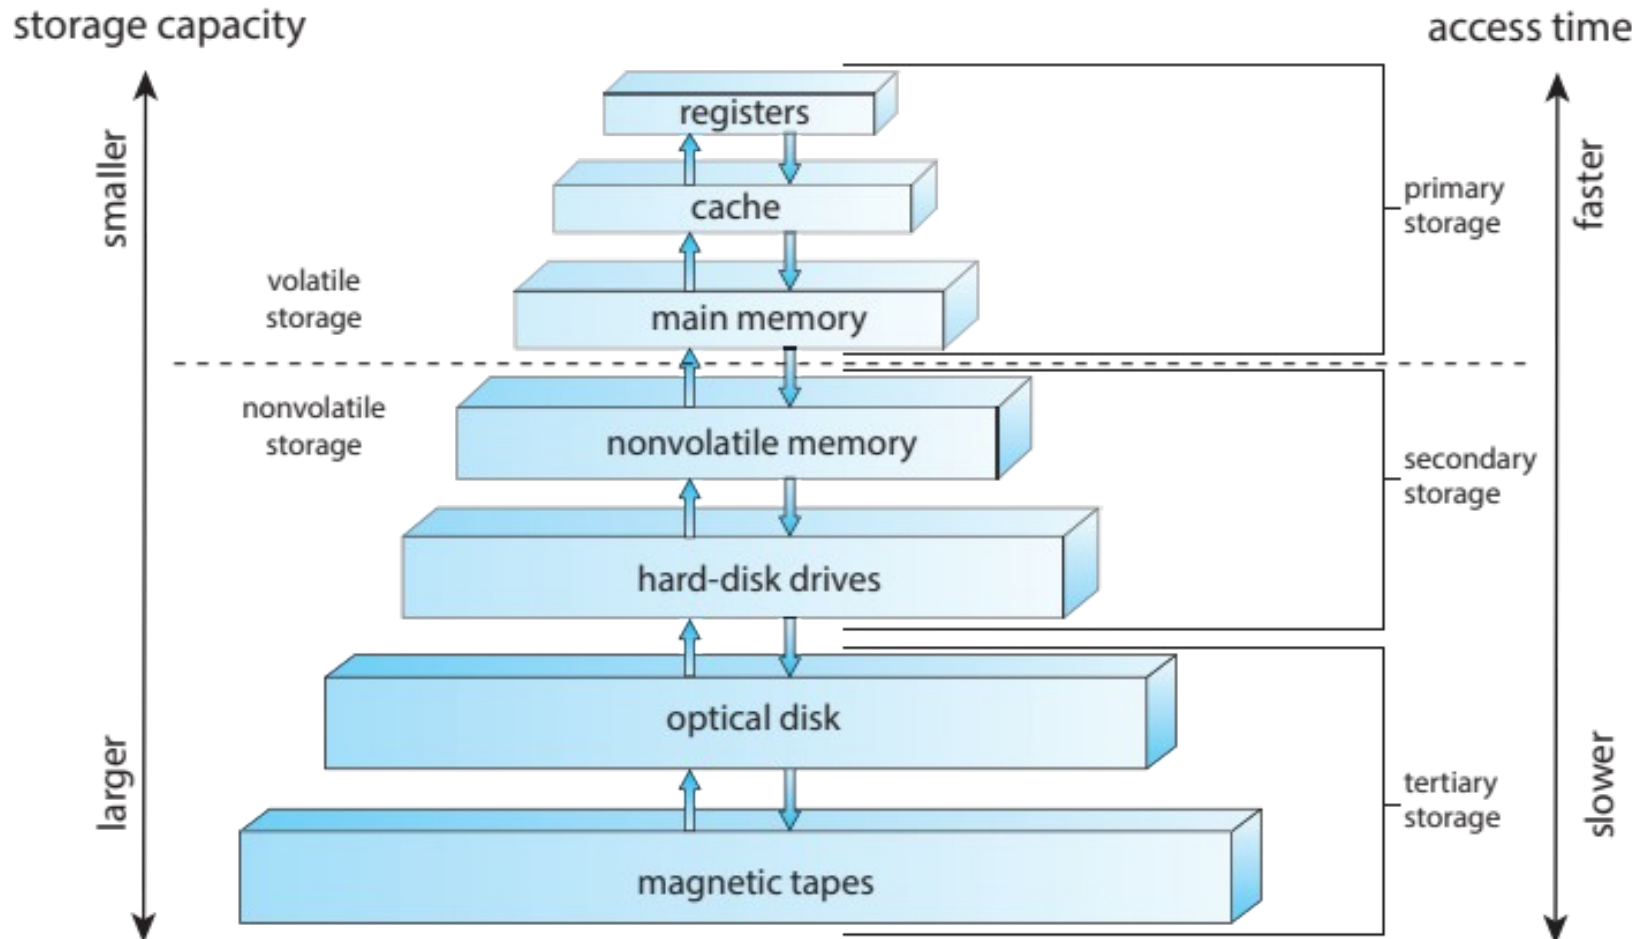 storage capacity
access time
smaller
larger
volatile
storage
nonvolatile
storage
registers
cache
main memory
nonvolatile memory
hard-disk drives
optical disk
magnetic tapes
primary
storage
secondary
storage
tertiary
storage
faster
slower